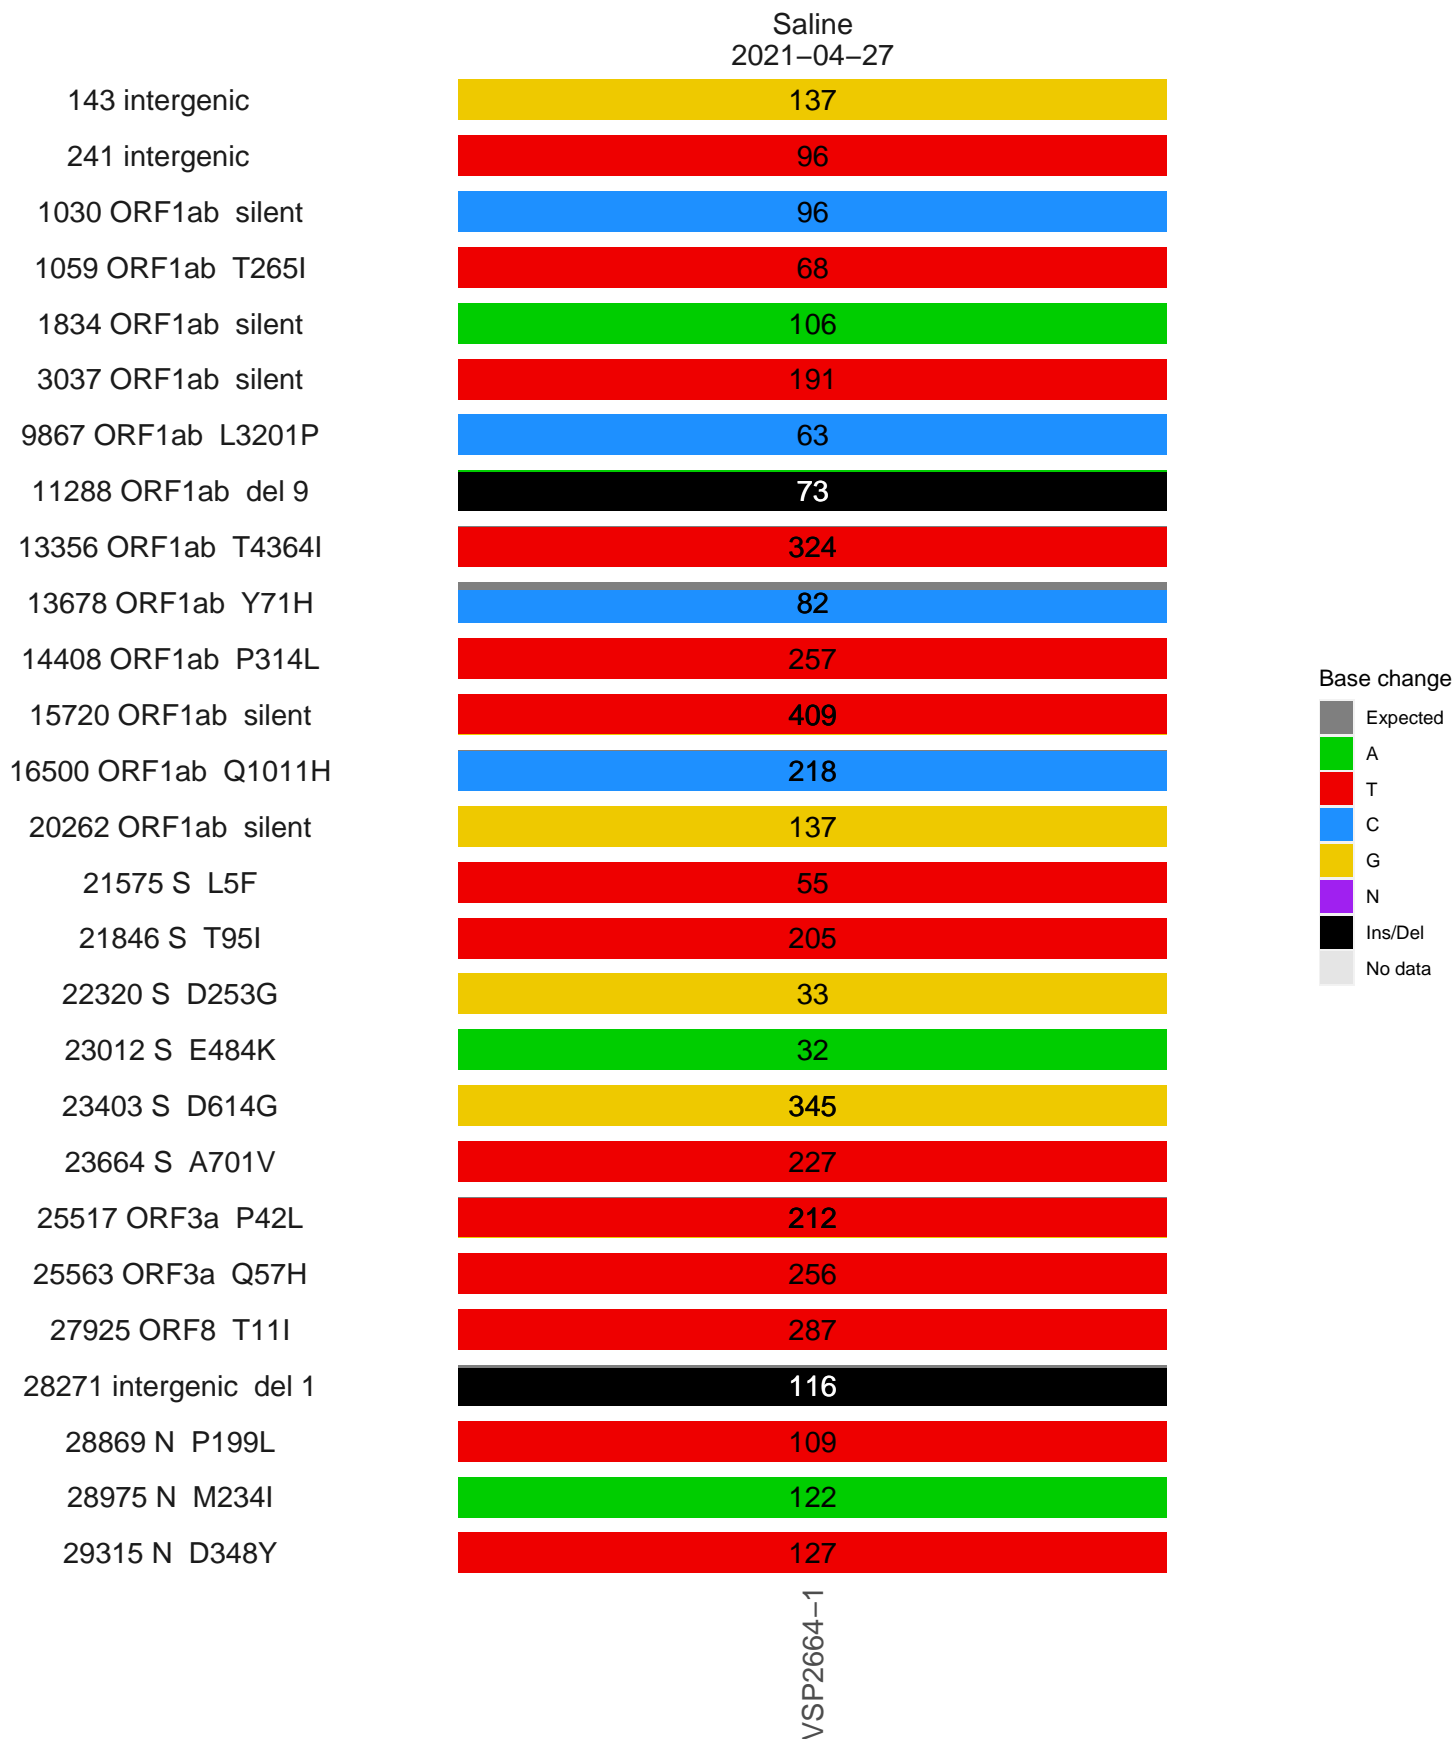 Saline
2021−04−27
143 intergenic 137
241 intergenic 96
1030 ORF1ab silent 96
1059 ORF1ab T265I 68
1834 ORF1ab silent 106
3037 ORF1ab silent 191
9867 ORF1ab L3201P 63
11288 ORF1ab del 9 73
13356 ORF1ab T4364I 324
13678 ORF1ab Y71H 82
14408 ORF1ab P314L 257
15720 ORF1ab silent 409
16500 ORF1ab Q1011H 218
20262 ORF1ab silent 137
21575 S L5F 55
21846 S T95I 205
22320 S D253G 33
23012 S E484K 32
23403 S D614G 345
23664 S A701V 227
25517 ORF3a P42L 212
25563 ORF3a Q57H 256
27925 ORF8 T11I 287
28271 intergenic del 1 116
28869 N P199L 109
28975 N M234I 122
29315 N D348Y 127
VSP2664−1
Base change
Expected
A
T
C
G
N
Ins/Del
No data